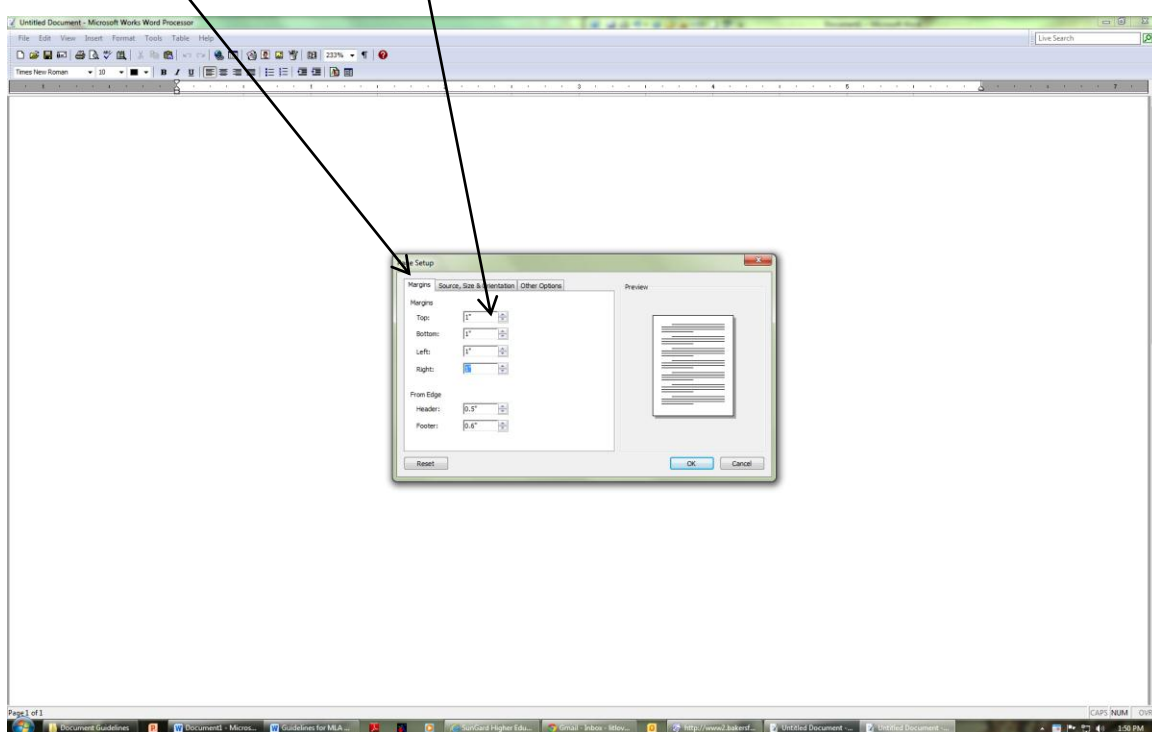 Untitled Document - Microsoft Works Word Processor
File Edit View Insert Format Tools Table Help
Live Search
233%
Times New Roman 10 B I U
Page Setup
Margins Source, Size & Orientation Other Options
Preview
Margins
Top: 1"
Bottom: 1"
Left: 1"
Right: 1"
From Edge
Header: 0.5"
Footer: 0.6"
Reset OK Cancel
Page 1 of 1
CAPS NUM OVR
Document Guidelines Document1 - Micros... Guidelines for MLA ... SunGard Higher Edu... Gmail - Inbox - http://www2.bakersf... Untitled Document -... Untitled Document -... 1:50 PM